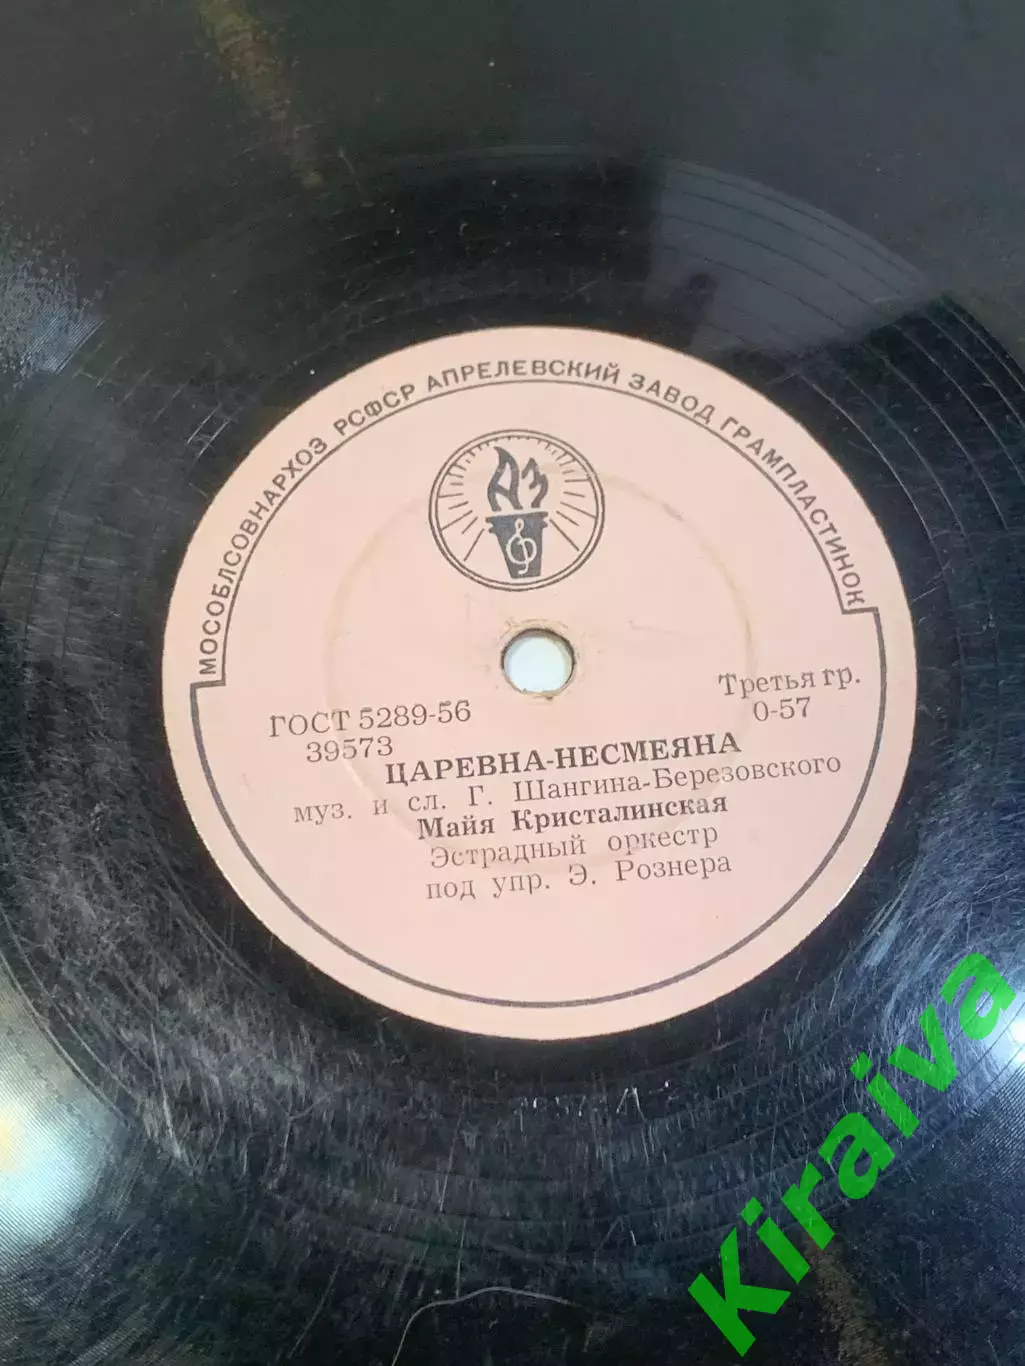 МОСОБЛСОВНАРХОЗ РСФСР АПРЕЛЕВСКИЙ ЗАВОД ГРАМПЛАСТИНОК
АЗ
ГОСТ 5289-56
39573
Третья гр.
0-57
ЦАРЕВНА-НЕСМЕЯНА
муз. и сл. Г. Шангина-Березовского
Майя Кристалинская
Эстрадный оркестр
под упр. Э. Рознера
Kiraiva